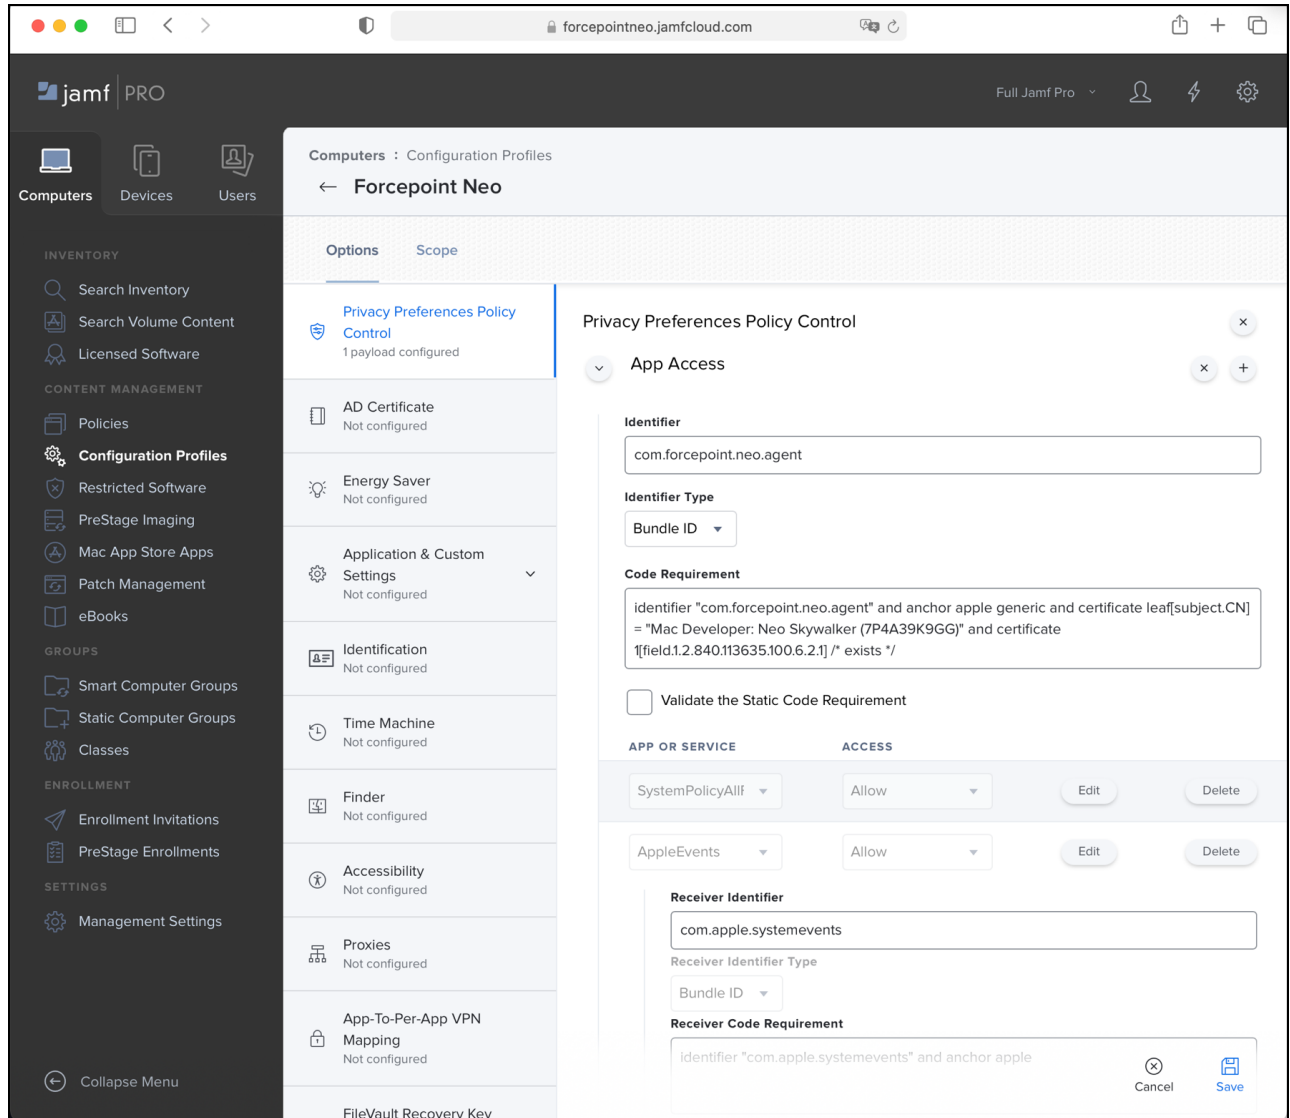 forcepointneo.jamfcloud.com
jamf PRO
Full Jamf Pro
Computers
Devices
Users
INVENTORY
Search Inventory
Search Volume Content
Licensed Software
CONTENT MANAGEMENT
Policies
Configuration Profiles
Restricted Software
PreStage Imaging
Mac App Store Apps
Patch Management
eBooks
GROUPS
Smart Computer Groups
Static Computer Groups
Classes
ENROLLMENT
Enrollment Invitations
PreStage Enrollments
SETTINGS
Management Settings
Collapse Menu
Computers : Configuration Profiles
← Forcepoint Neo
Options
Scope
Privacy Preferences Policy
Control
1 payload configured
AD Certificate
Not configured
Energy Saver
Not configured
Application & Custom
Settings
Not configured
Identification
Not configured
Time Machine
Not configured
Finder
Not configured
Accessibility
Not configured
Proxies
Not configured
App-To-Per-App VPN
Mapping
Not configured
FileVault Recovery Key
Privacy Preferences Policy Control
App Access
Identifier
com.forcepoint.neo.agent
Identifier Type
Bundle ID
Code Requirement
identifier "com.forcepoint.neo.agent" and anchor apple generic and certificate leaf[subject.CN]
= "Mac Developer: Neo Skywalker (7P4A39K9GG)" and certificate
1[field.1.2.840.113635.100.6.2.1] /* exists */
Validate the Static Code Requirement
APP OR SERVICE ACCESS
SystemPolicyAllF Allow Edit Delete
AppleEvents Allow Edit Delete
Receiver Identifier
com.apple.systemevents
Receiver Identifier Type
Bundle ID
Receiver Code Requirement
identifier "com.apple.systemevents" and anchor apple
Cancel
Save